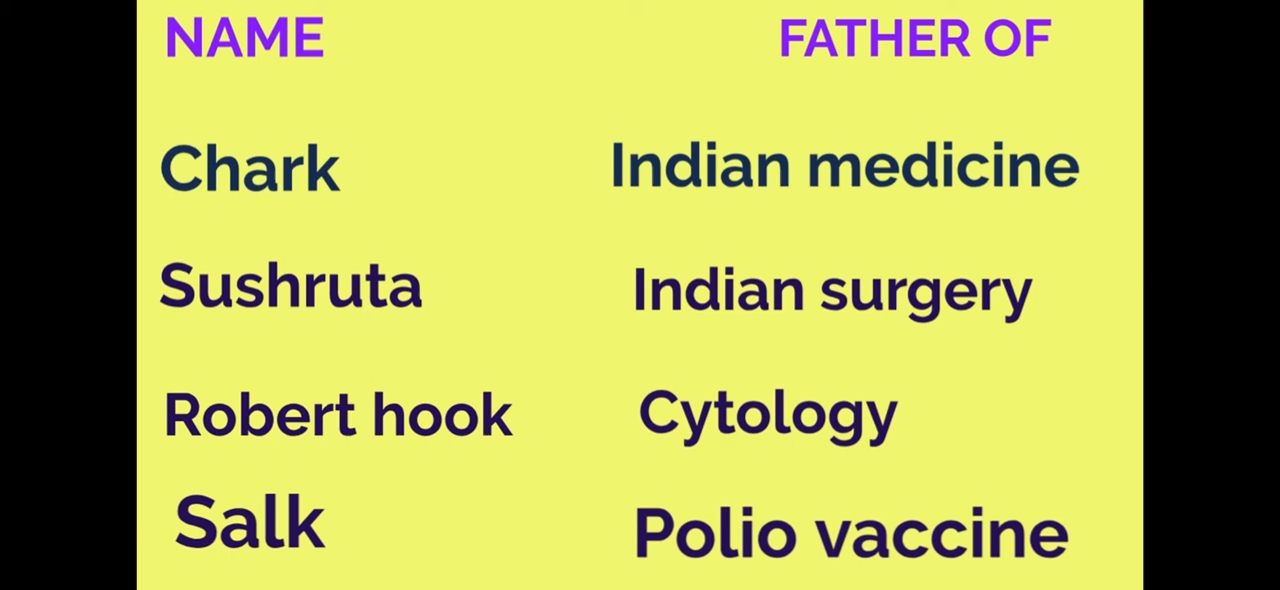 NAME FATHER OF
Chark Indian medicine
Sushruta Indian surgery
Robert hook Cytology
Salk Polio vaccine